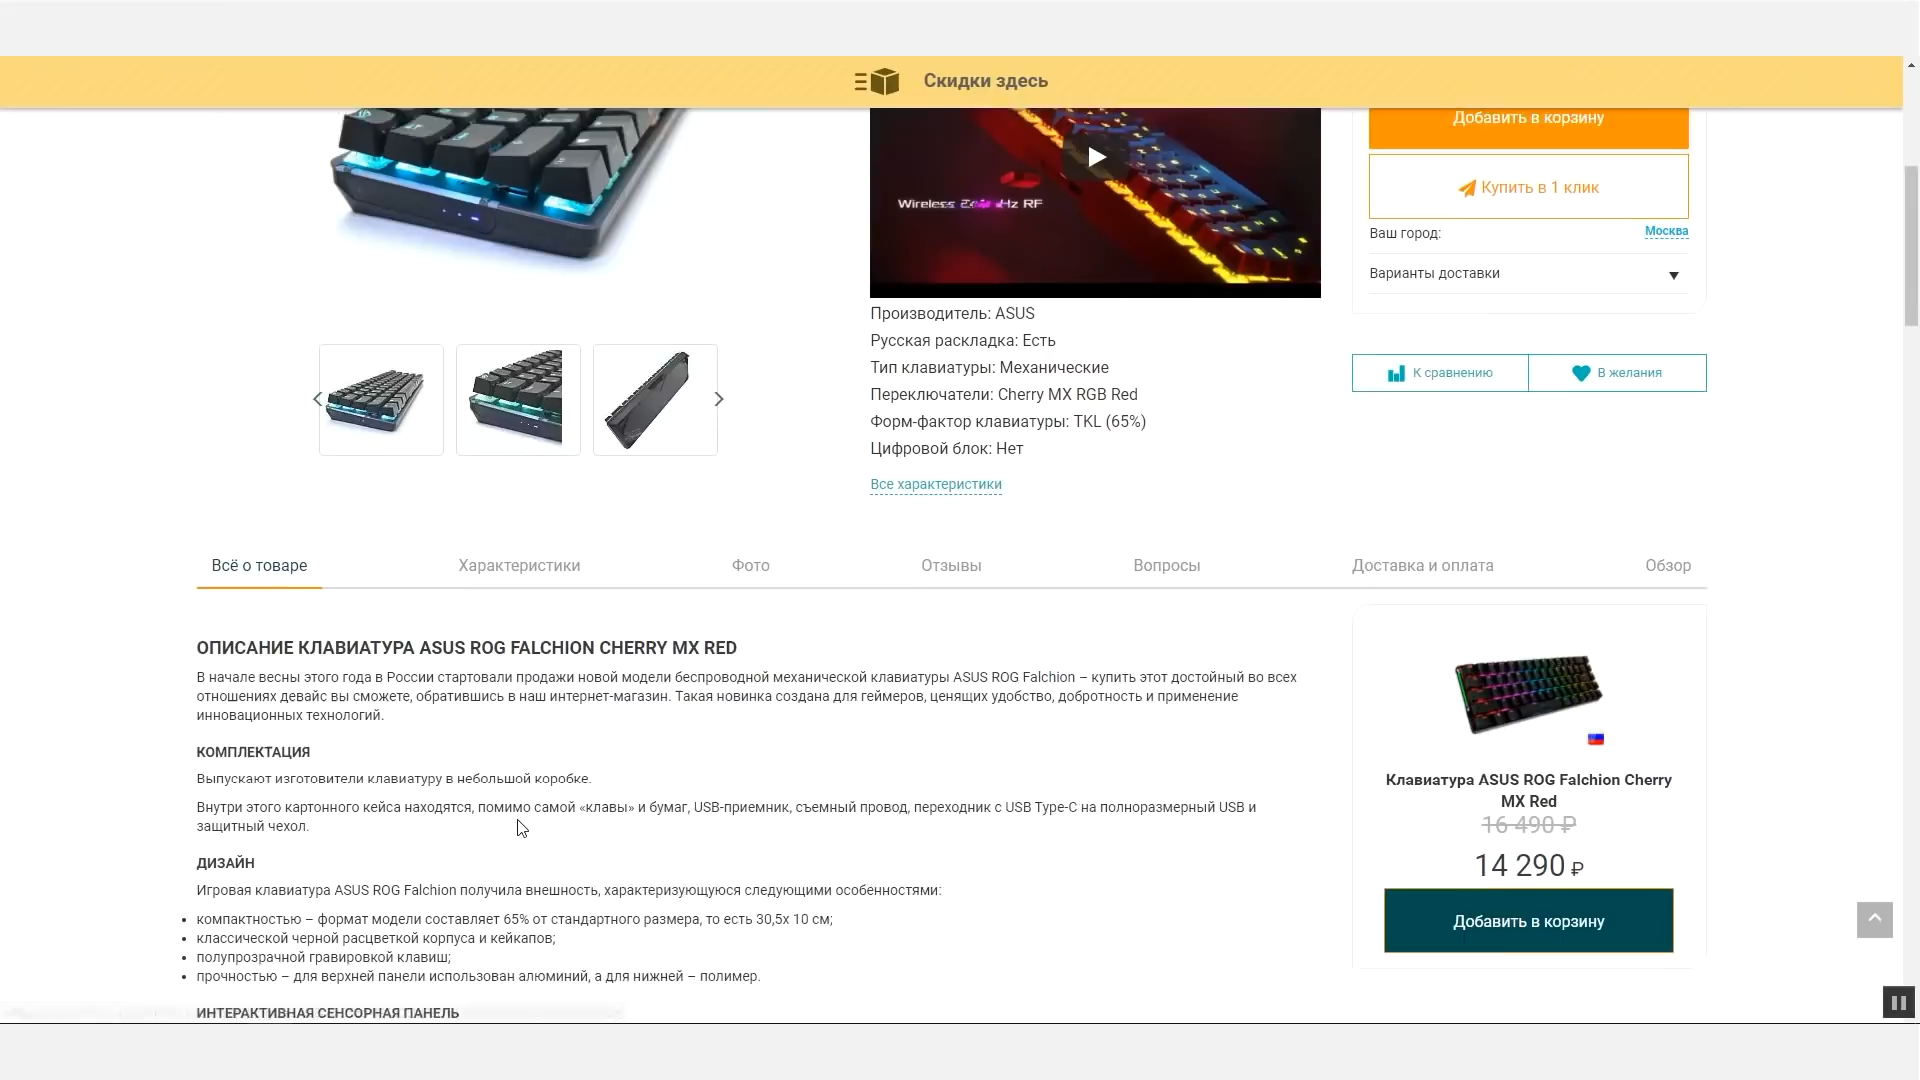 Скидки здесь
Добавить в корзину
Купить в 1 клик
Wireless Hz RF
Ваш город:
Москва
Варианты доставки
Производитель: ASUS
Русская раскладка: Есть
Тип клавиатуры: Механические
Переключатели: Cherry MX RGB Red
Форм-фактор клавиатуры: TKL (65%)
Цифровой блок: Нет
Все характеристики
К сравнению
В желания
Всё о товаре
Характеристики
Фото
Отзывы
Вопросы
Доставка и оплата
Обзор
ОПИСАНИЕ КЛАВИАТУРА ASUS ROG FALCHION CHERRY MX RED
В начале весны этого года в России стартовали продажи новой модели беспроводной механической клавиатуры ASUS ROG Falchion – купить этот достойный во всех
отношениях девайс вы сможете, обратившись в наш интернет-магазин. Такая новинка создана для геймеров, ценящих удобство, добротность и применение
инновационных технологий.
КОМПЛЕКТАЦИЯ
Выпускают изготовители клавиатуру в небольшой коробке.
Внутри этого картонного кейса находятся, помимо самой «клавы» и бумаг, USB-приемник, съемный провод, переходник с USB Type-C на полноразмерный USB и
защитный чехол.
ДИЗАЙН
Игровая клавиатура ASUS ROG Falchion получила внешность, характеризующуюся следующими особенностями:
компактностью – формат модели составляет 65% от стандартного размера, то есть 30,5х 10 см;
классической черной расцветкой корпуса и кейкапов;
полупрозрачной гравировкой клавиш;
прочностью – для верхней панели использован алюминий, а для нижней – полимер.
ИНТЕРАКТИВНАЯ СЕНСОРНАЯ ПАНЕЛЬ
Клавиатура ASUS ROG Falchion Cherry
MX Red
16 490 ₽
14 290 ₽
Добавить в корзину